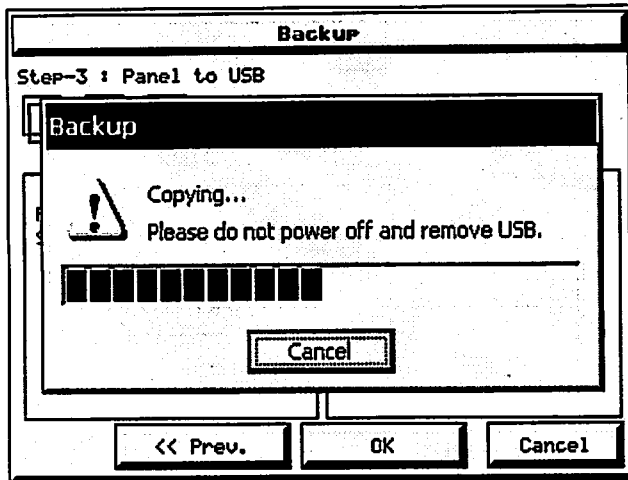 Backup
Step-3 : Panel to USB
Backup
Copying...
Please do not power off and remove USB.
Cancel
<< Prev.
OK
Cancel